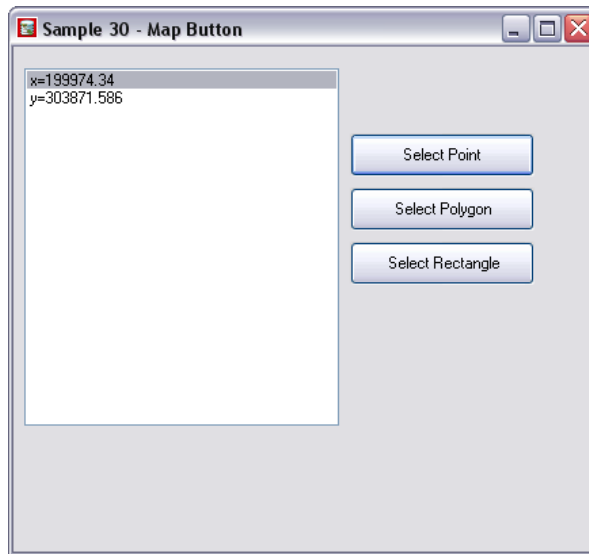 Sample 30 - Map Button
x=199974.34
y=303871.586
Select Point
Select Polygon
Select Rectangle